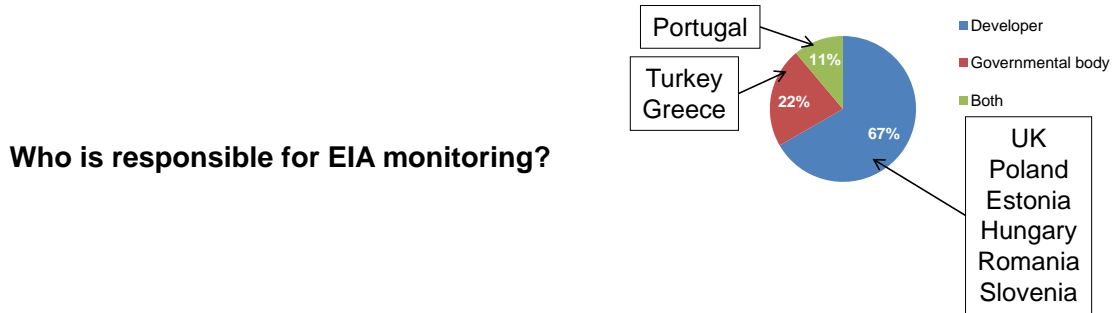 Who is responsible for EIA monitoring?
Portugal
Turkey
Greece
11%
22%
67%
Developer
Governmental body
Both
UK
Poland
Estonia
Hungary
Romania
Slovenia